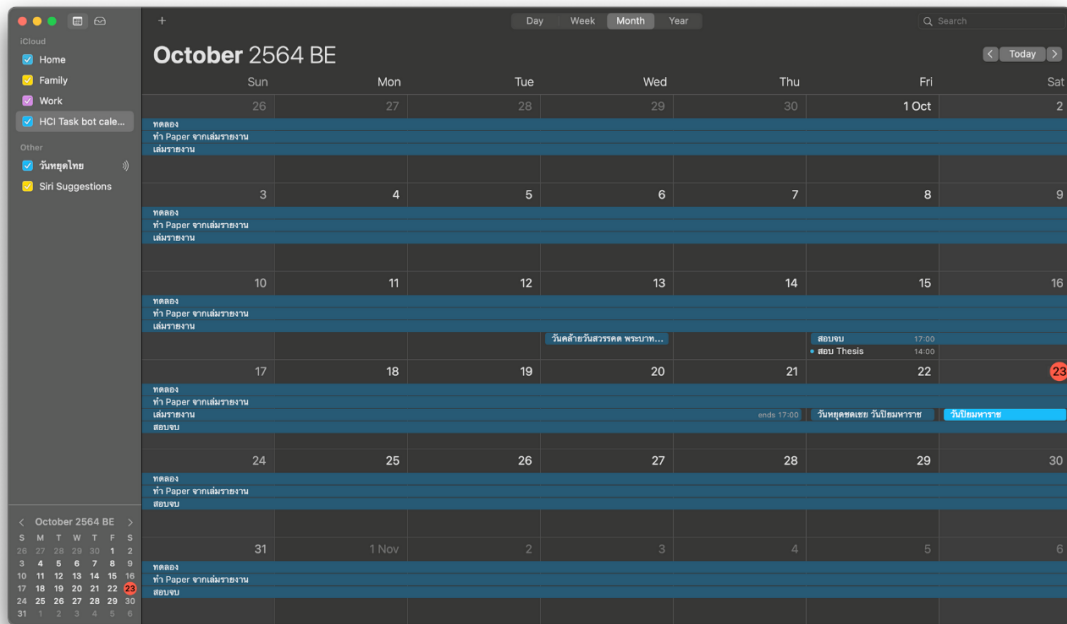 Day Week Month Year
Search
iCloud
Home
Family
Work
HCI Task bot cale...
Other
วันหยุดไทย
Siri Suggestions
October 2564 BE
Today
Sun Mon Tue Wed Thu Fri Sat
26 27 28 29 30 1 Oct 2
ทดลอง
ทำ Paper จากเล่มรายงาน
เล่มรายงาน
3 4 5 6 7 8 9
ทดลอง
ทำ Paper จากเล่มรายงาน
เล่มรายงาน
10 11 12 13 14 15 16
ทดลอง
ทำ Paper จากเล่มรายงาน
เล่มรายงาน
วันคล้ายวันสวรรคต พระบาท... สอบจบ 17:00
สอบ Thesis 14:00
17 18 19 20 21 22 23
ทดลอง
ทำ Paper จากเล่มรายงาน
เล่มรายงาน ends 17:00 วันหยุดชดเชย วันปิยมหาราช วันปิยมหาราช
สอบจบ
24 25 26 27 28 29 30
ทดลอง
ทำ Paper จากเล่มรายงาน
สอบจบ
31 1 Nov 2 3 4 5 6
ทดลอง
ทำ Paper จากเล่มรายงาน
สอบจบ
October 2564 BE
S M T W T F S
26 27 28 29 30 1 2
3 4 5 6 7 8 9
10 11 12 13 14 15 16
17 18 19 20 21 22 23
24 25 26 27 28 29 30
31 1 2 3 4 5 6